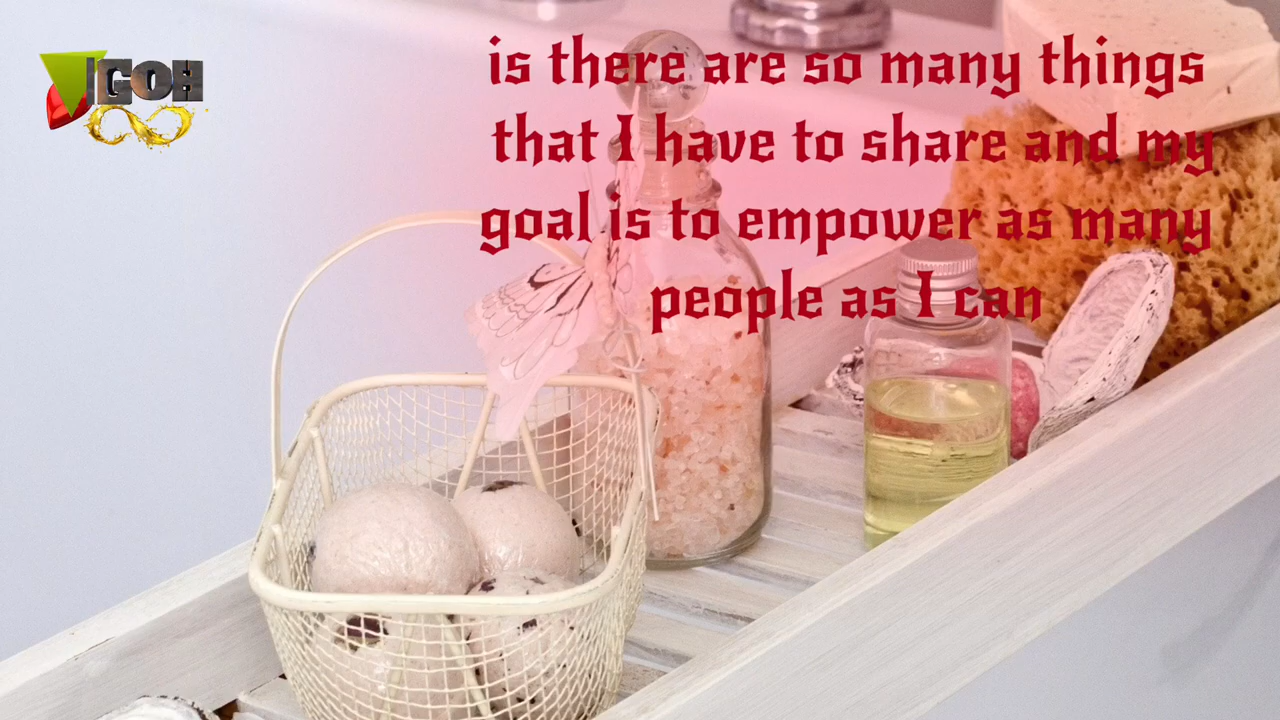 IGOH
is there are so many things
that I have to share and my
goal is to empower as many
people as I can